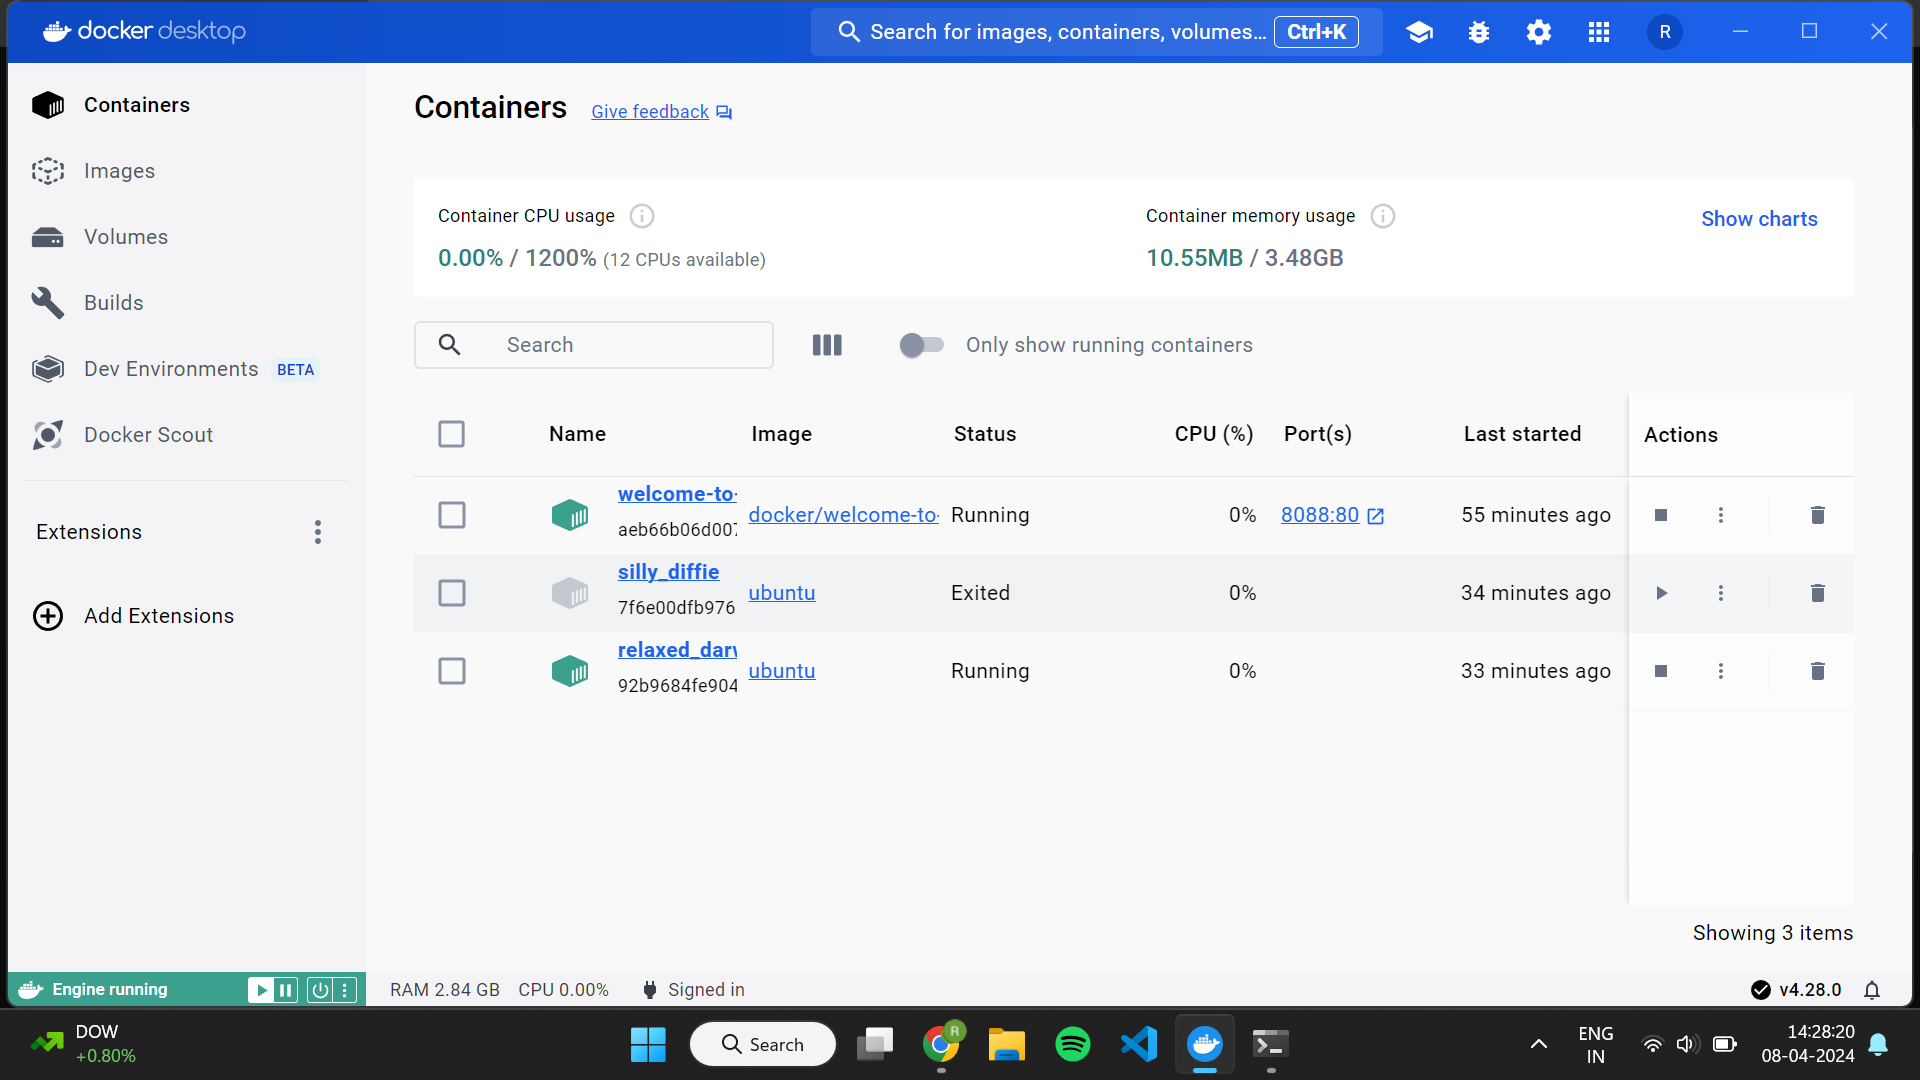 docker desktop
Search for images, containers, volumes... Ctrl+K
R
Containers
Images
Volumes
Builds
Dev Environments BETA
Docker Scout
Extensions
Add Extensions
Containers Give feedback
Container CPU usage
0.00% / 1200% (12 CPUs available)
Container memory usage
10.55MB / 3.48GB
Show charts
Search
Only show running containers
Name Image Status CPU (%) Port(s) Last started Actions
welcome-to-
aeb66b06d007
docker/welcome-to- Running 0% 8088:80 55 minutes ago
silly_diffie
7f6e00dfb976
ubuntu Exited 0% 34 minutes ago
relaxed_darw
92b9684fe904
ubuntu Running 0% 33 minutes ago
Showing 3 items
Engine running RAM 2.84 GB CPU 0.00% Signed in v4.28.0
DOW
+0.80%
Search
R
ENG
IN
14:28:20
08-04-2024